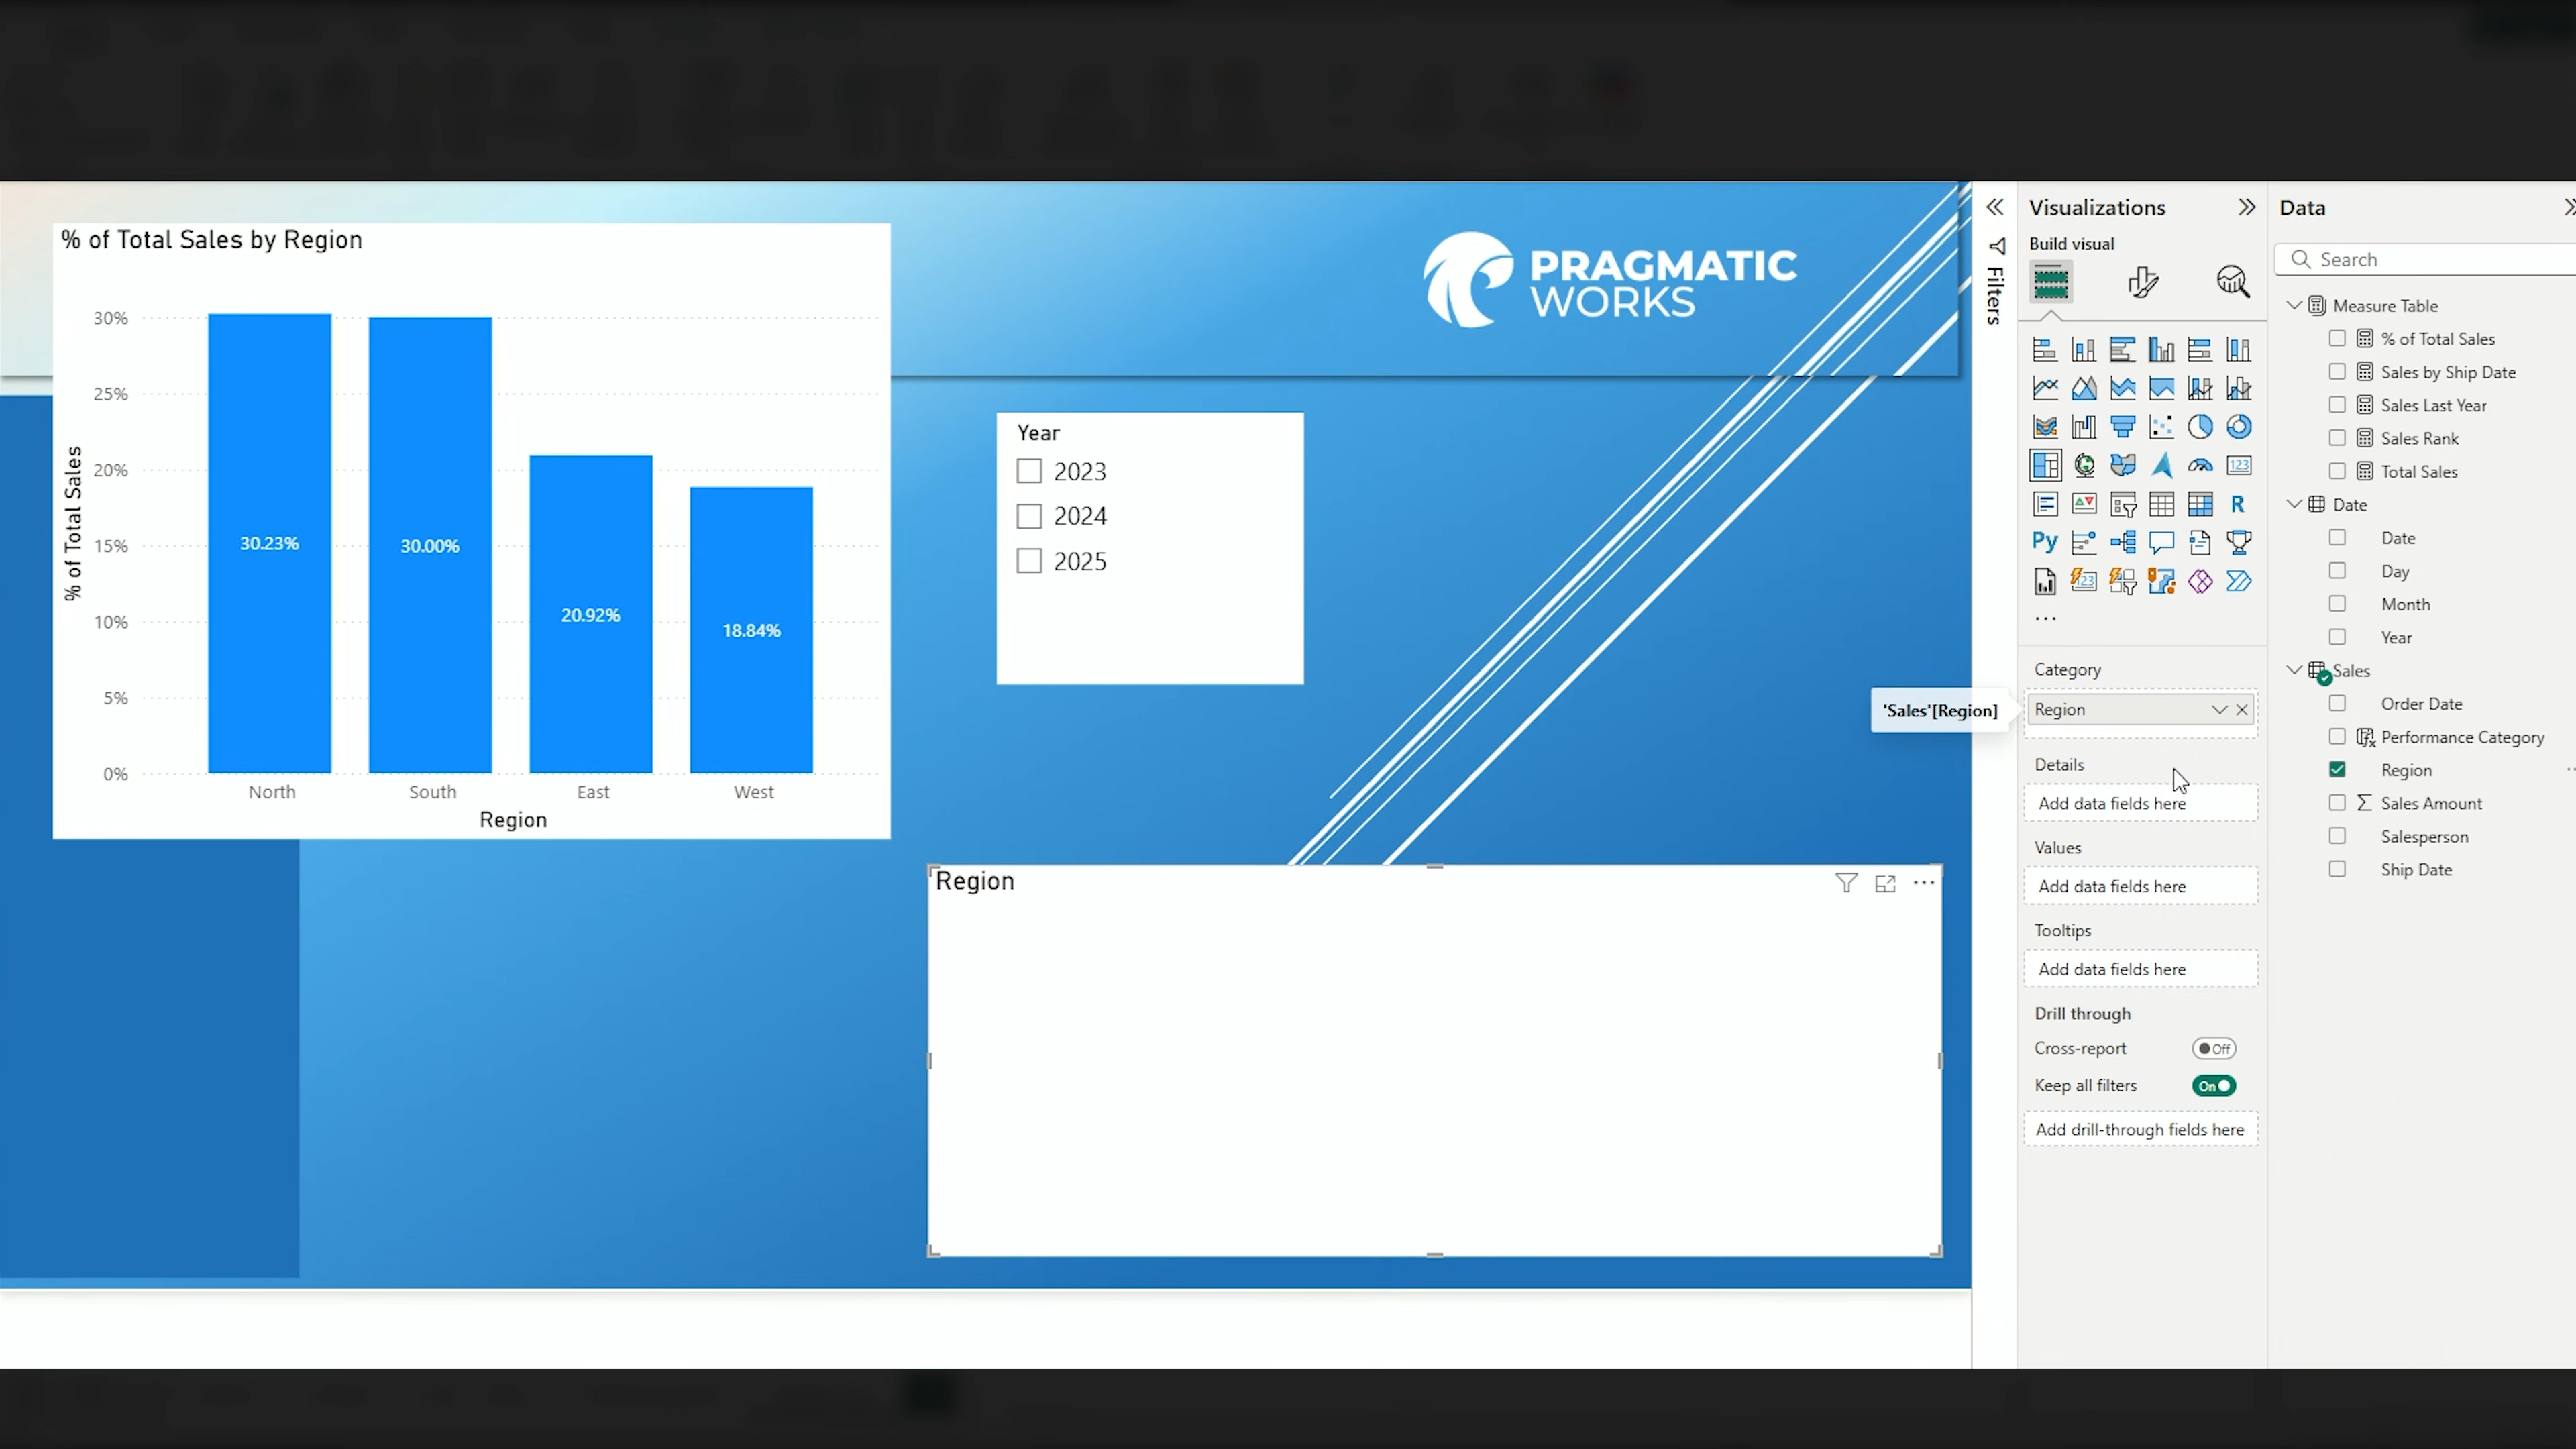 % of Total Sales by Region
% of Total Sales
30%
25%
20%
15%
10%
5%
0%
30.23%
30.00%
20.92%
18.84%
North
South
East
West
Region
PRAGMATIC
WORKS
Year
2023
2024
2025
Region
'Sales'[Region]
Filters
Visualizations
Build visual
123
R
Py
123
...
Category
Region
Details
Add data fields here
Values
Add data fields here
Tooltips
Add data fields here
Drill through
Cross-report
Off
Keep all filters
On
Add drill-through fields here
Data
Search
Measure Table
% of Total Sales
Sales by Ship Date
Sales Last Year
Sales Rank
Total Sales
Date
Date
Day
Month
Year
Sales
Order Date
Performance Category
Region
Σ Sales Amount
Salesperson
Ship Date